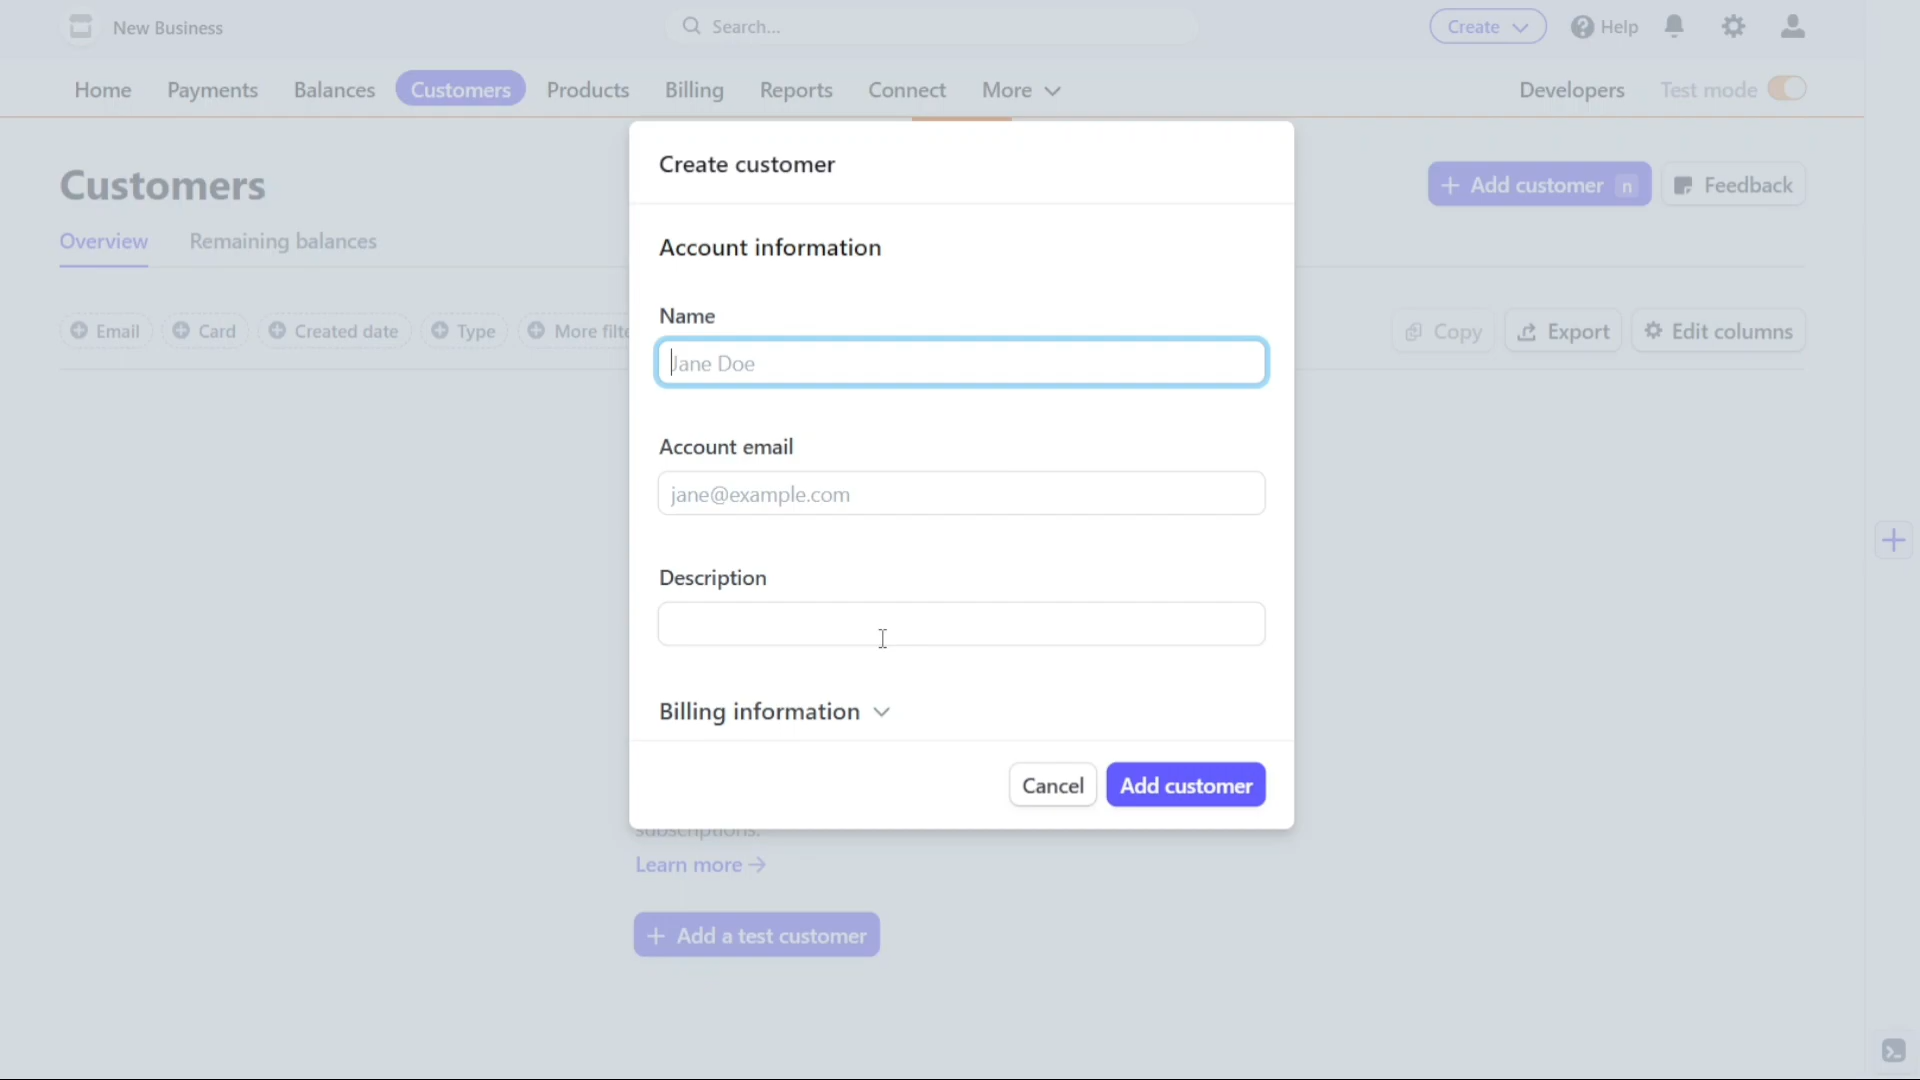 New Business
Search...
Create
Help
Home
Payments
Balances
Customers
Products
Billing
Reports
Connect
More
Developers
Test mode
Create customer
Customers
+ Add customer n
Feedback
Overview
Remaining balances
Account information
Email
Card
Created date
Type
More filte
Copy
Export
Edit columns
Name
Jane Doe
Account email
jane@example.com
Description
Billing information
Cancel
Add customer
subscriptions.
Learn more →
+ Add a test customer